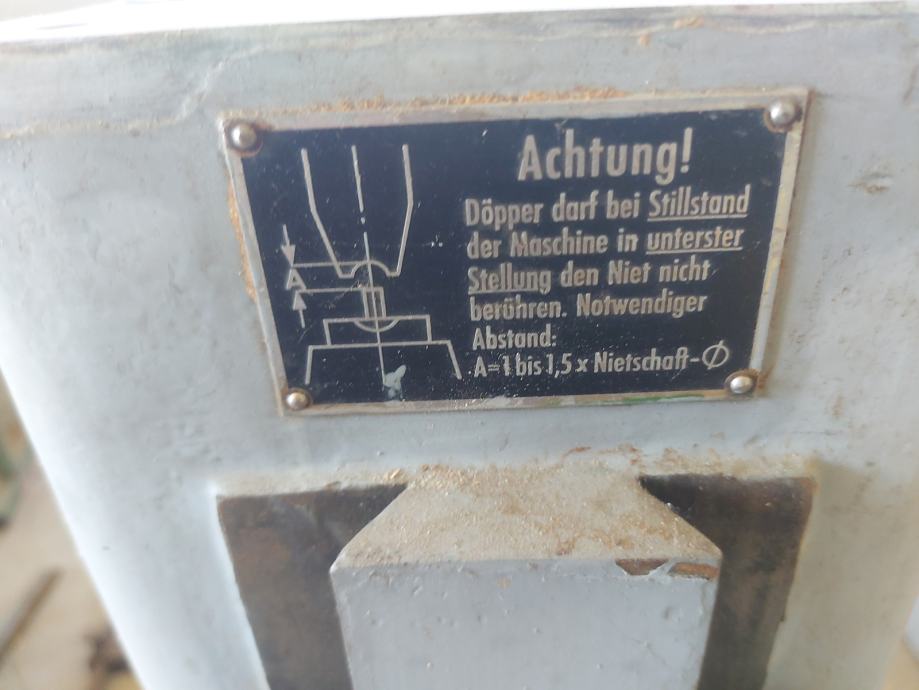 Achtung!
Döpper darf bei Stillstand
der Maschine in unterster
Stellung den Niet nicht
berühren. Notwendiger
Abstand:
A=1 bis 1,5 x Nietschaft-Ø
A